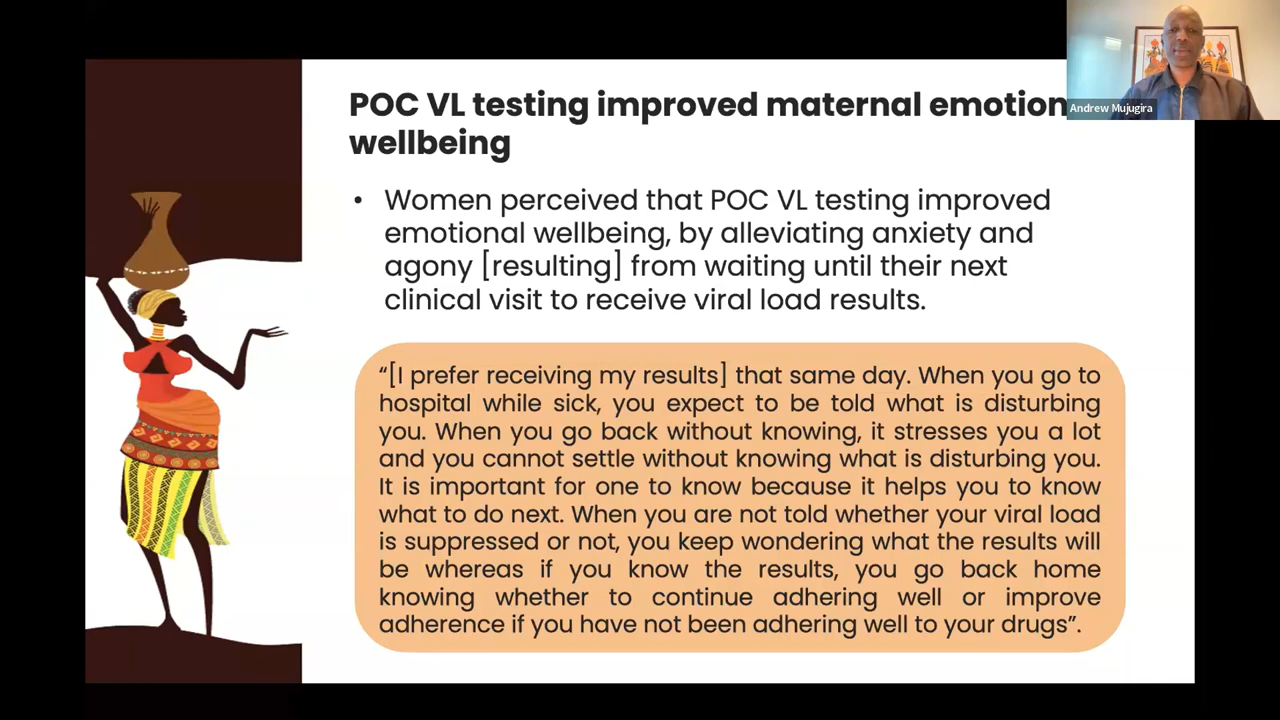 POC VL testing improved maternal emotion
wellbeing
• Women perceived that POC VL testing improved
emotional wellbeing, by alleviating anxiety and
agony [resulting] from waiting until their next
clinical visit to receive viral load results.
“[I prefer receiving my results] that same day. When you go to
hospital while sick, you expect to be told what is disturbing
you. When you go back without knowing, it stresses you a lot
and you cannot settle without knowing what is disturbing you.
It is important for one to know because it helps you to know
what to do next. When you are not told whether your viral load
is suppressed or not, you keep wondering what the results will
be whereas if you know the results, you go back home
knowing whether to continue adhering well or improve
adherence if you have not been adhering well to your drugs”.
Andrew Mujugira